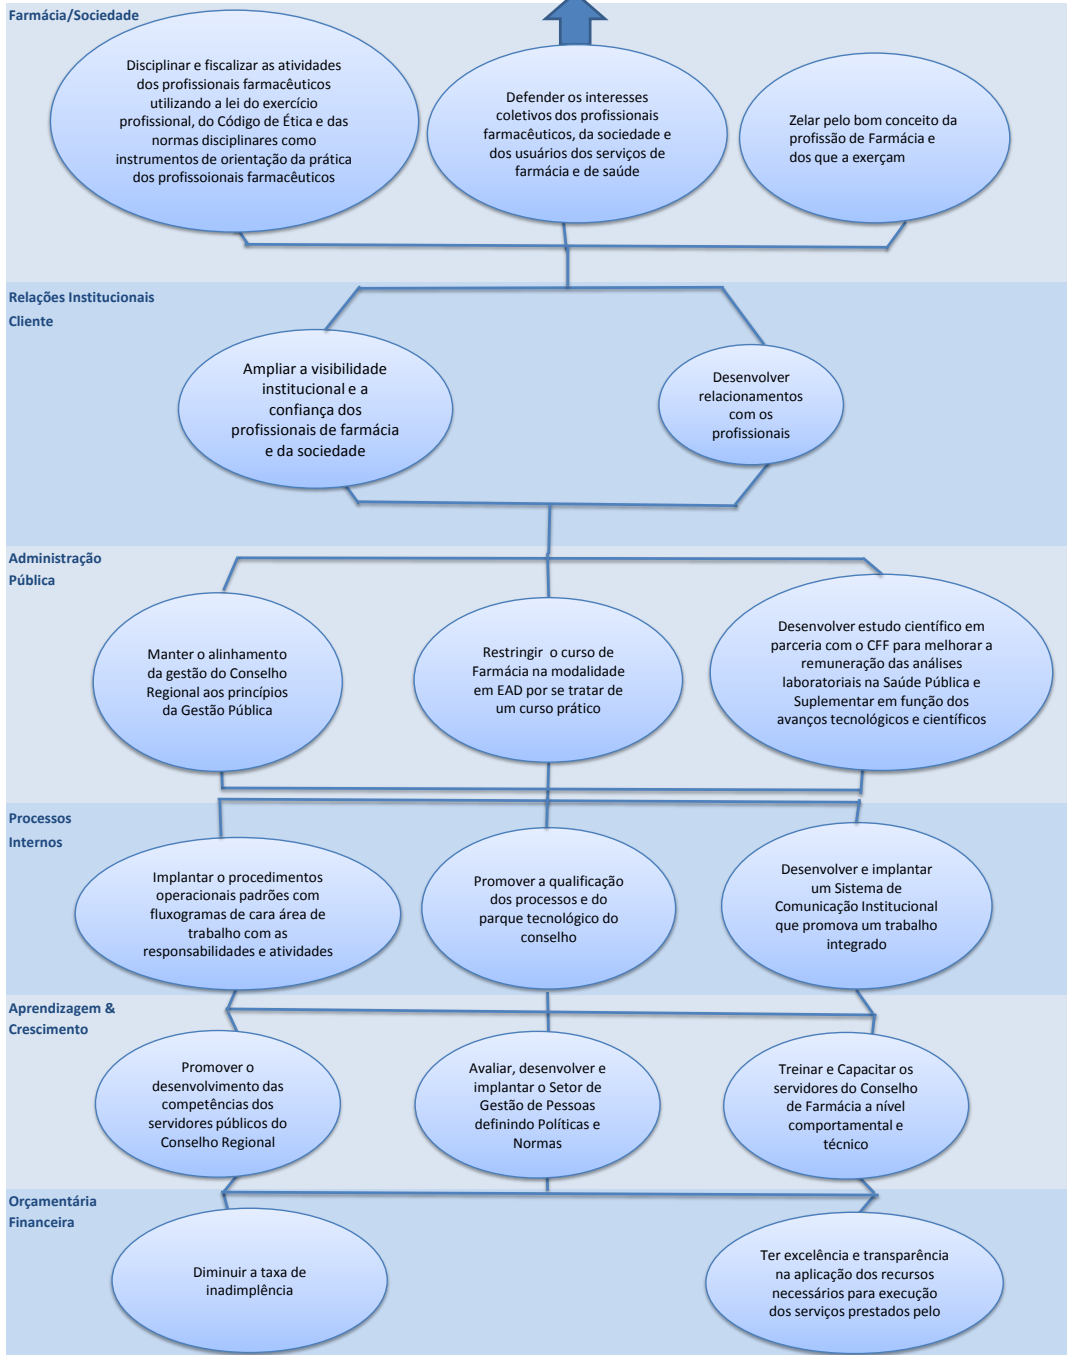 Farmácia/Sociedade
Disciplinar e fiscalizar as atividades
dos profissionais farmacêuticos
utilizando a lei do exercício
profissional, do Código de Ética e das
normas disciplinares como
instrumentos de orientação da prática
dos profissoionais farmacêuticos
Defender os interesses
coletivos dos profissionais
farmacêuticos, da sociedade e
dos usuários dos serviços de
farmácia e de saúde
Zelar pelo bom conceito da
profissão de Farmácia e
dos que a exerçam
Relações Institucionais
Cliente
Ampliar a visibilidade
institucional e a
confiança dos
profissionais de farmácia
e da sociedade
Desenvolver
relacionamentos
com os
profissionais
Administração
Pública
Manter o alinhamento
da gestão do Conselho
Regional aos princípios
da Gestão Pública
Restringir o curso de
Farmácia na modalidade
em EAD por se tratar de
um curso prático
Desenvolver estudo científico em
parceria com o CFF para melhorar a
remuneração das análises
laboratoriais na Saúde Pública e
Suplementar em função dos
avanços tecnológicos e científicos
Processos
Internos
Implantar o procedimentos
operacionais padrões com
fluxogramas de cara área de
trabalho com as
responsabilidades e atividades
Promover a qualificação
dos processos e do
parque tecnológico do
conselho
Desenvolver e implantar
um Sistema de
Comunicação Institucional
que promova um trabalho
integrado
Aprendizagem &
Crescimento
Promover o
desenvolvimento das
competências dos
servidores públicos do
Conselho Regional
Avaliar, desenvolver e
implantar o Setor de
Gestão de Pessoas
definindo Políticas e
Normas
Treinar e Capacitar os
servidores do Conselho
de Farmácia a nível
comportamental e
técnico
Orçamentária
Financeira
Diminuir a taxa de
inadimplência
Ter excelência e transparência
na aplicação dos recursos
necessários para execução
dos serviços prestados pelo